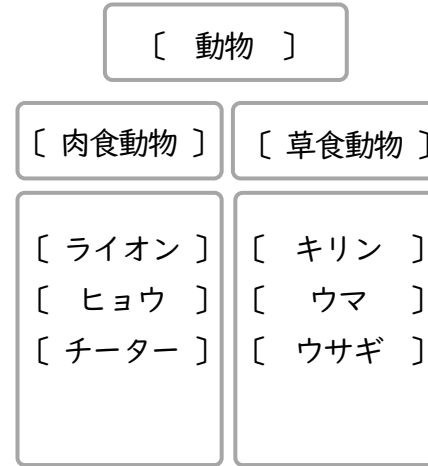 〔 動物 〕
〔 肉食動物 〕
〔 草食動物 〕
〔 ライオン 〕
〔 ヒョウ 〕
〔 チーター 〕
〔 キリン 〕
〔 ウマ 〕
〔 ウサギ 〕